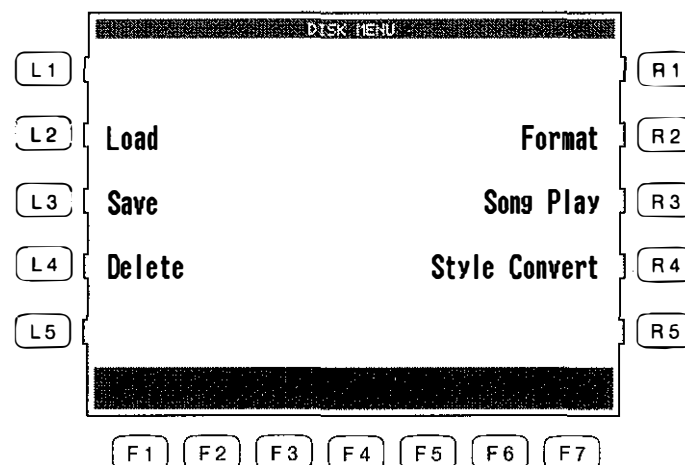 DISK MENU
L1 R1
L2 Load Format R2
L3 Save Song Play R3
L4 Delete Style Convert R4
L5 R5
F1 F2 F3 F4 F5 F6 F7